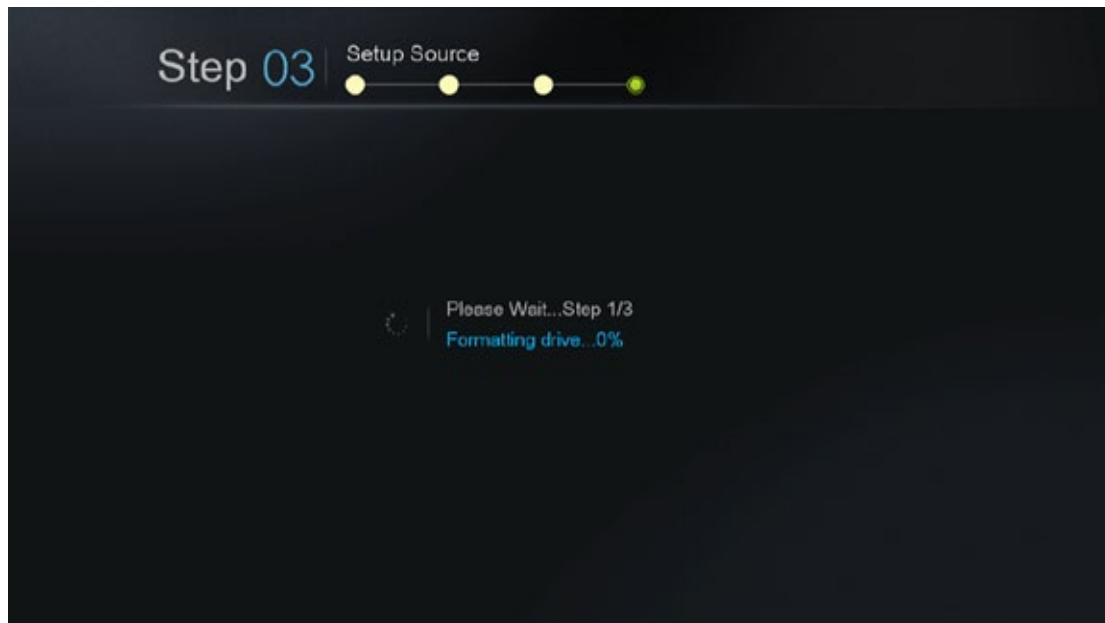 Step 03
Setup Source
Please Wait...Step 1/3
Formatting drive...0%